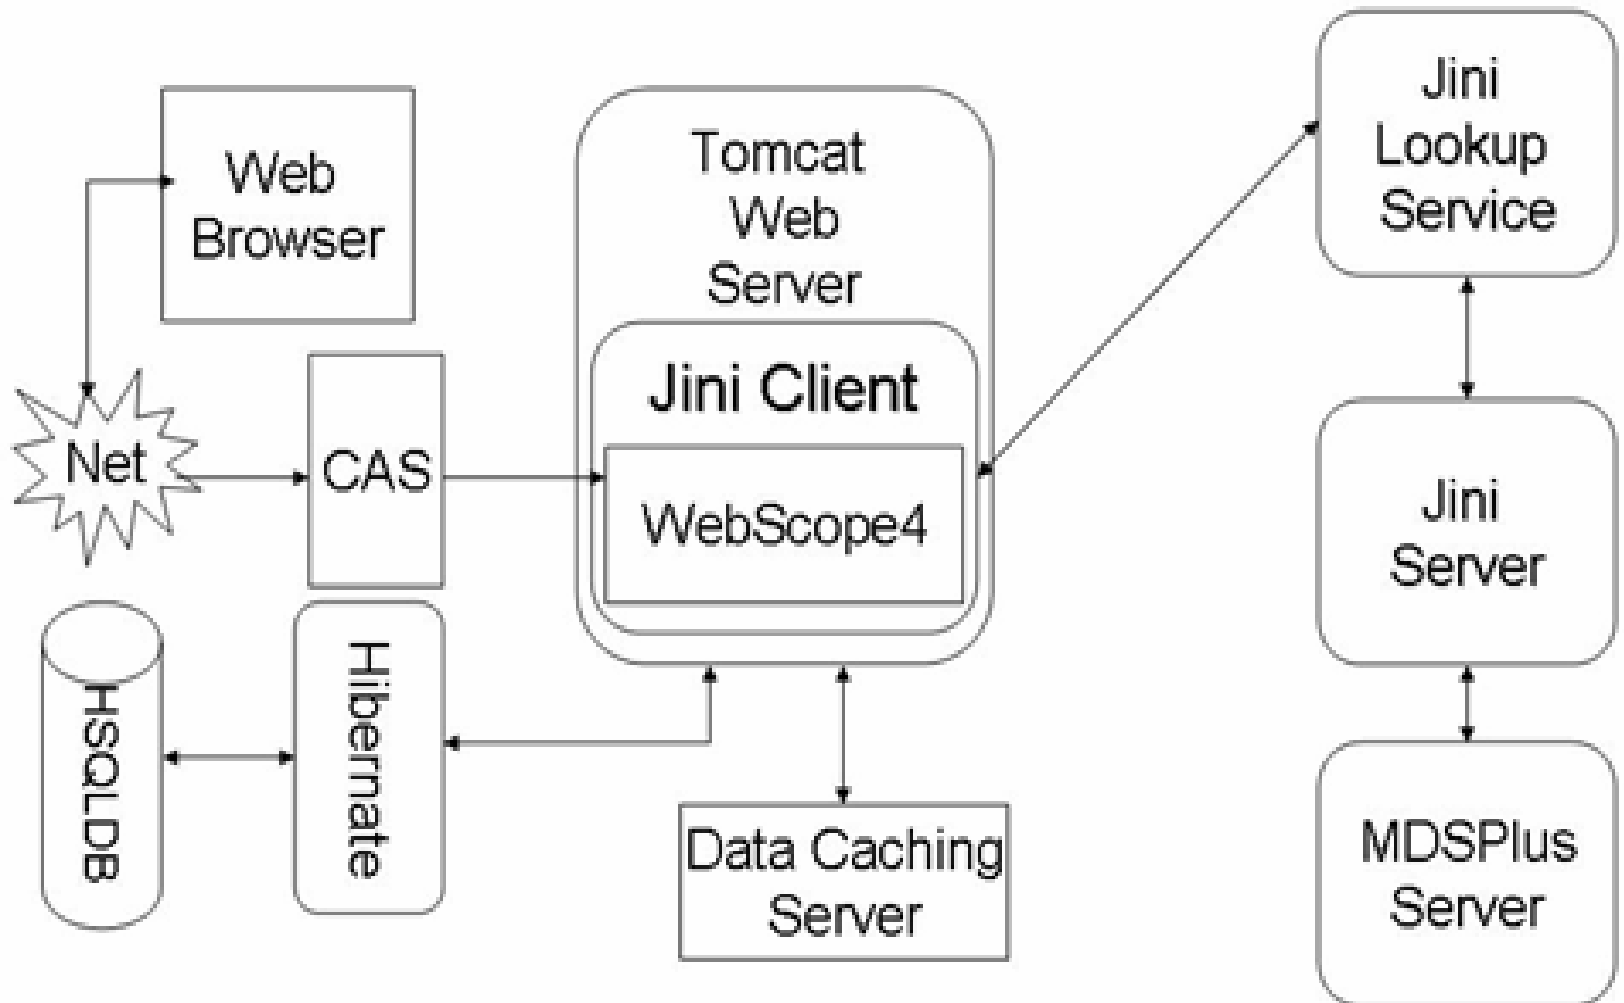 Web
Browser
Net
CAS
Tomcat
Web
Server
Jini Client
WebScope4
Jini
Lookup
Service
Jini
Server
MDSPlus
Server
HSQLDB
Hibernate
Data Caching
Server